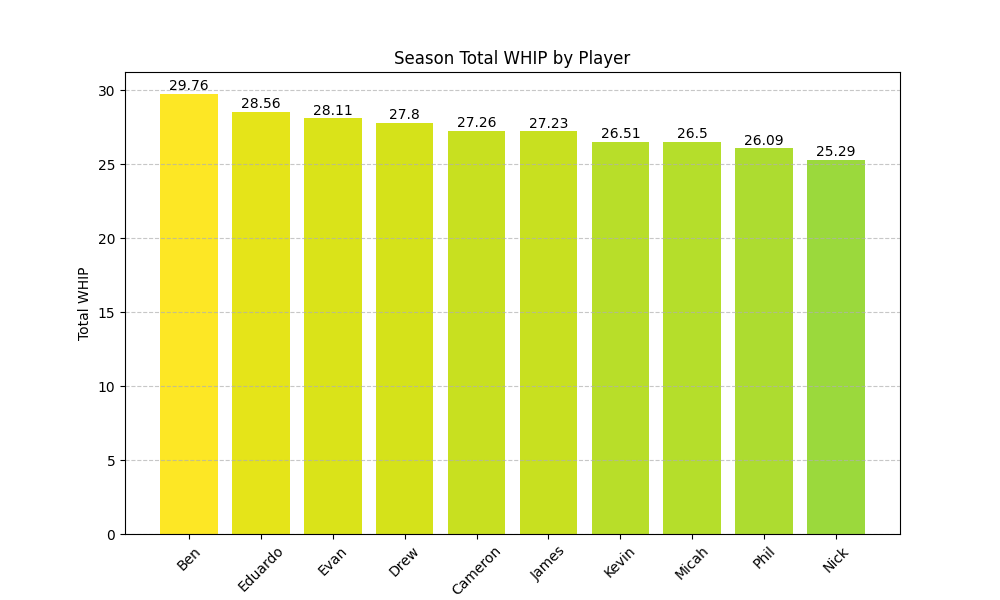 Season Total WHIP by Player
Total WHIP
30
25
20
15
10
5
0
29.76
28.56
28.11
27.8
27.26
27.23
26.51
26.5
26.09
25.29
Ben
Eduardo
Evan
Drew
Cameron
James
Kevin
Micah
Phil
Nick